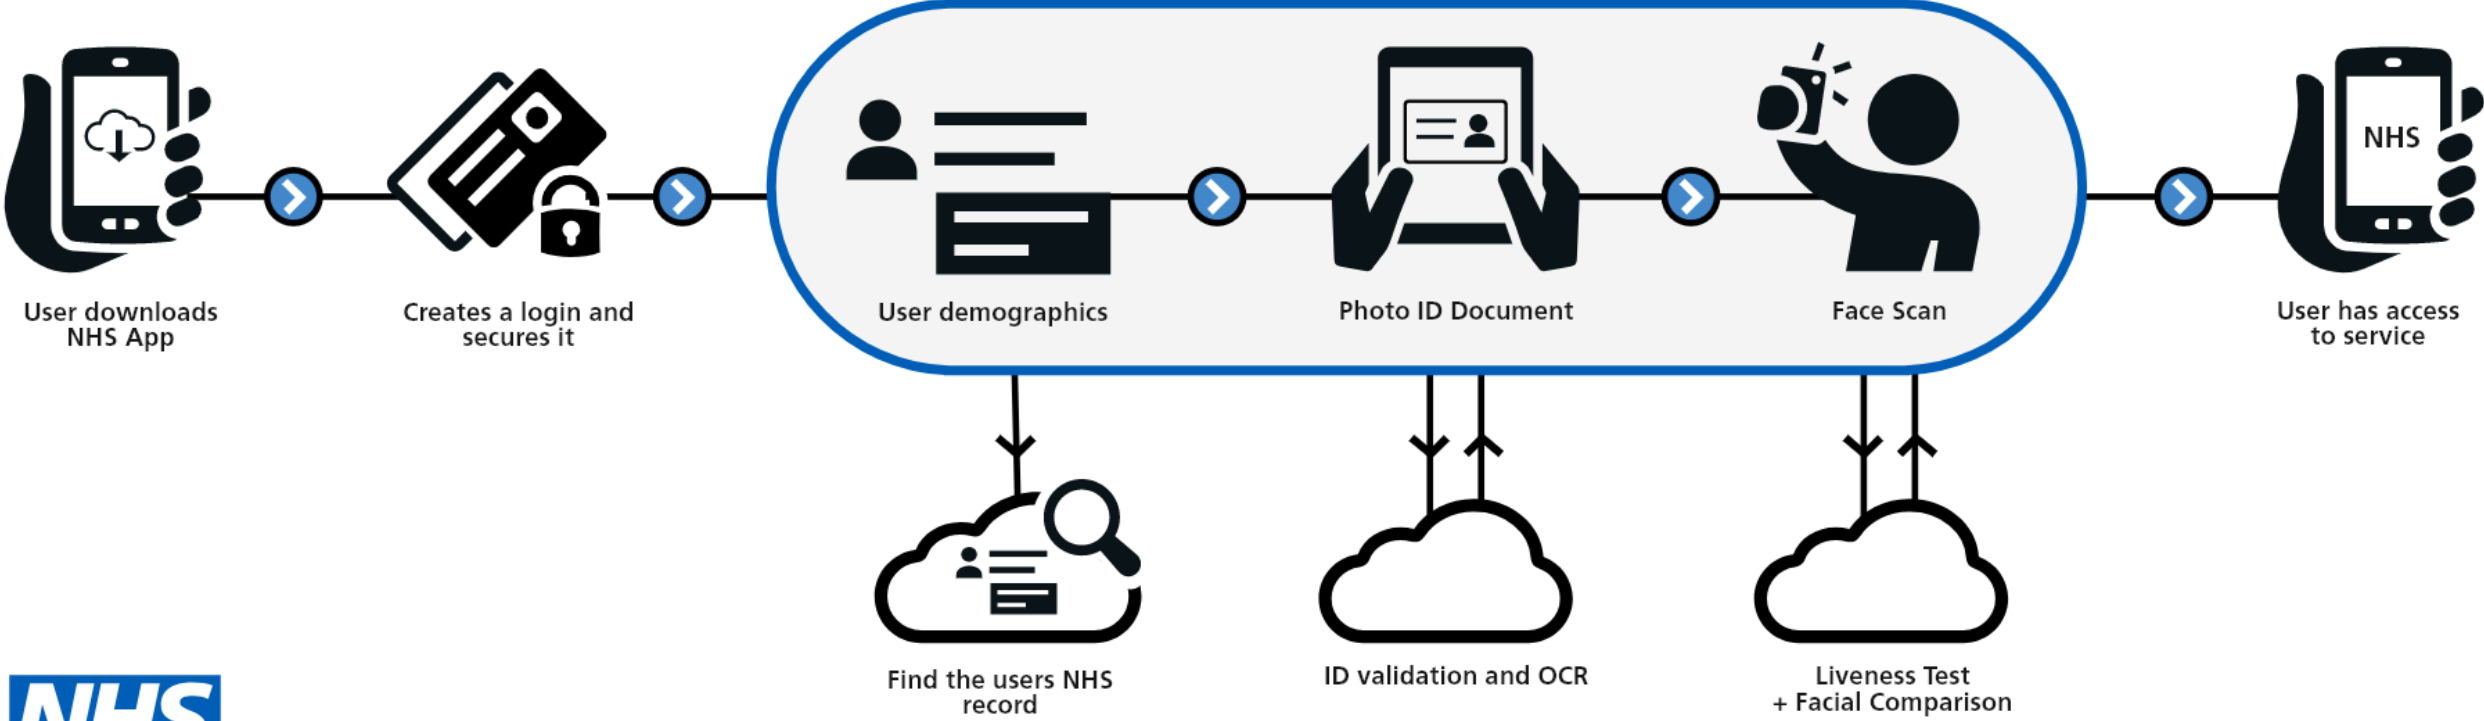 NHS
User downloads
NHS App
Creates a login and
secures it
User demographics
Photo ID Document
Face Scan
User has access
to service
Find the users NHS
record
ID validation and OCR
Liveness Test
+ Facial Comparison
NHS